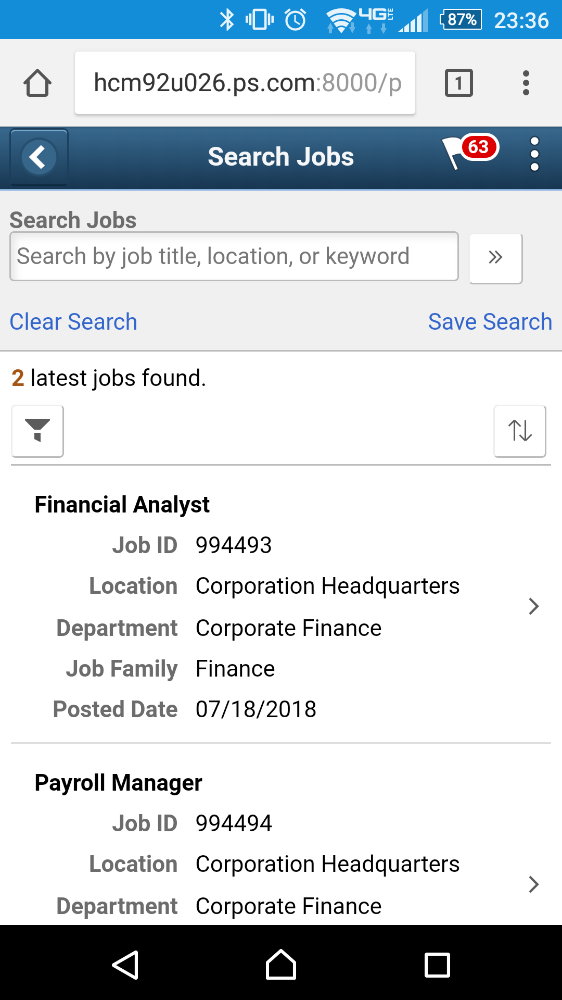 4G LTE 87% 23:36
hcm92u026.ps.com:8000/p 1
Search Jobs 63
Search Jobs
Search by job title, location, or keyword
Clear Search Save Search
2 latest jobs found.
Financial Analyst
Job ID 994493
Location Corporation Headquarters
Department Corporate Finance
Job Family Finance
Posted Date 07/18/2018
Payroll Manager
Job ID 994494
Location Corporation Headquarters
Department Corporate Finance